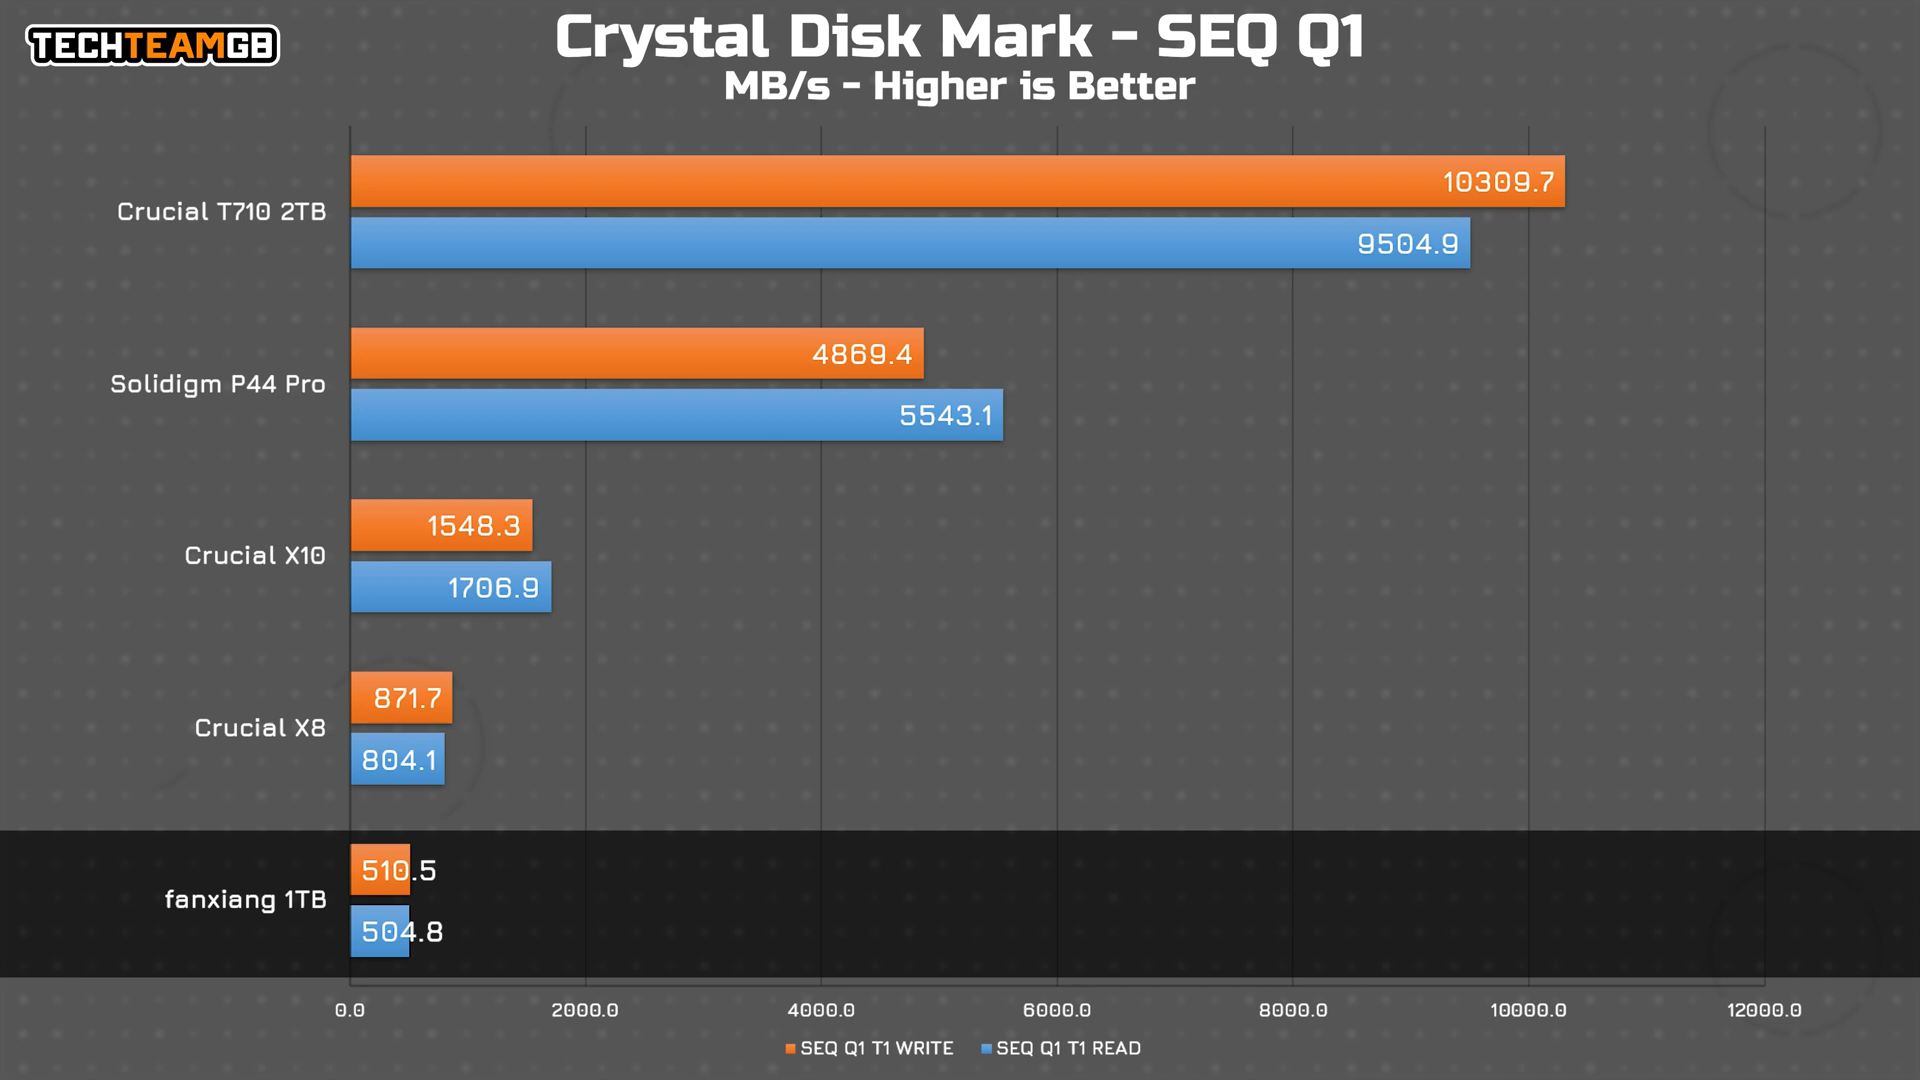 TECHTEAMGB
Crystal Disk Mark - SEQ Q1
MB/s - Higher is Better
Crucial T710 2TB
10309.7
9504.9
Solidigm P44 Pro
4869.4
5543.1
Crucial X10
1548.3
1706.9
Crucial X8
871.7
804.1
fanxiang 1TB
510.5
504.8
0.0 2000.0 4000.0 6000.0 8000.0 10000.0 12000.0
SEQ Q1 T1 WRITE SEQ Q1 T1 READ